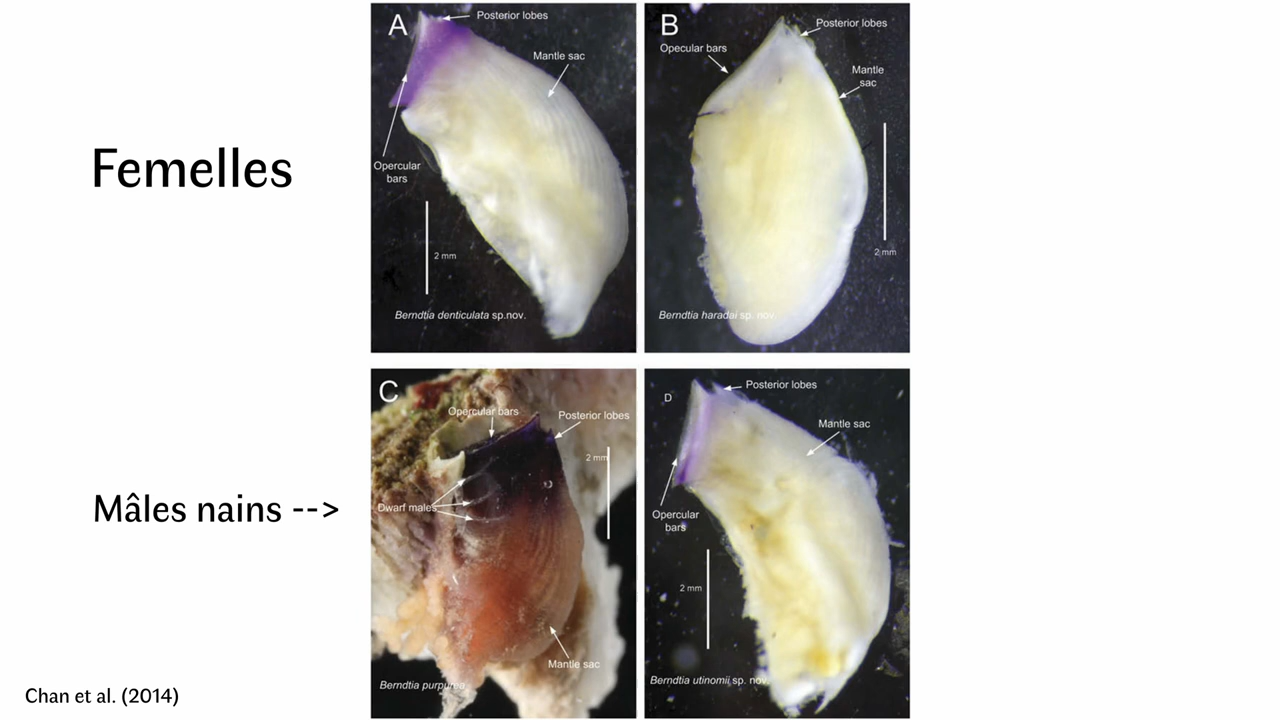 Femelles
Mâles nains -->
Chan et al. (2014)
A
Posterior lobes
Mantle sac
Opercular
bars
2 mm
Berndtia denticulata sp.nov.
B
Posterior lobes
Opecular bars
Mantle
sac
2 mm
Berndtia haradai sp. nov.
C
Opercular bars
Posterior lobes
2 mm
Dwarf males
Mantle sac
Berndtia purpurea
D
Posterior lobes
Mantle sac
Opercular
bars
2 mm
Berndtia utinomii sp. nov.